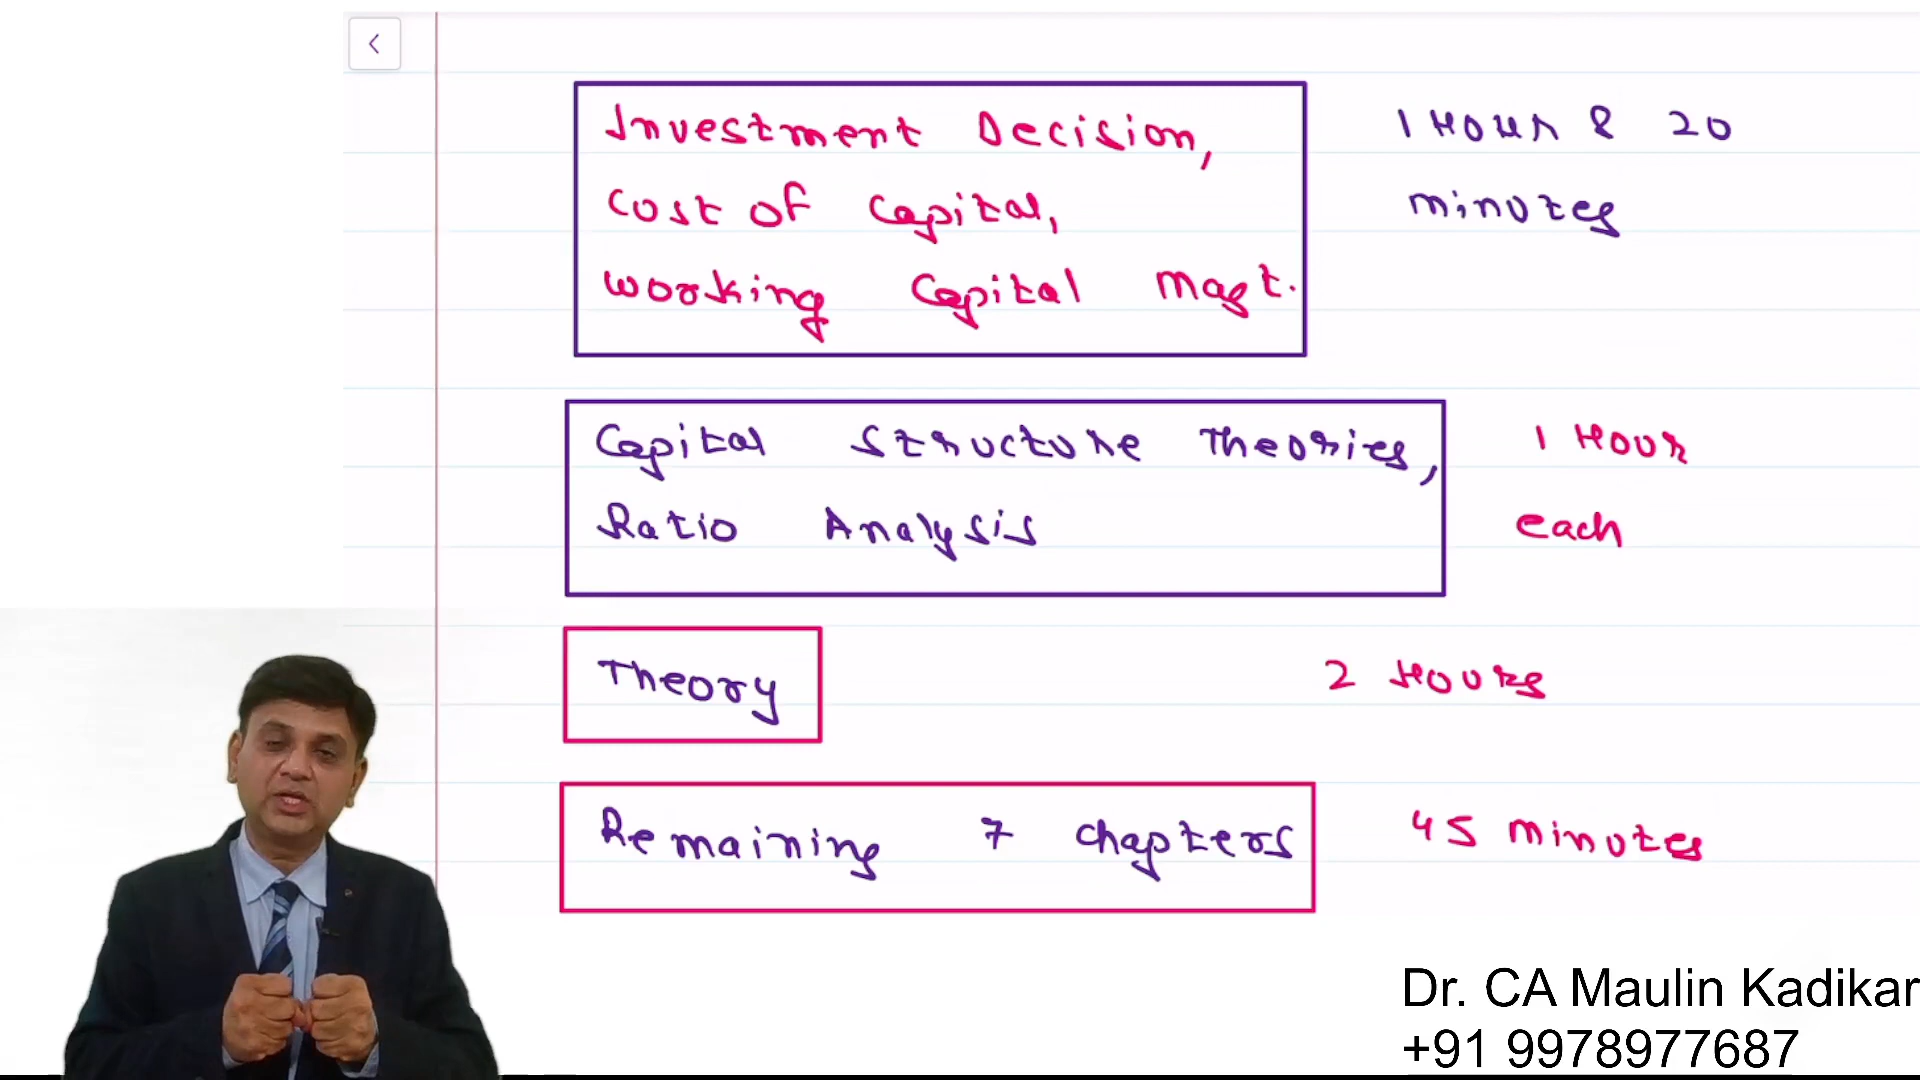 Investment Decision,
Cost of Capital,
Working Capital Magt.
1 Hour & 20
minutes
Capital Structure Theories,
Ratio Analysis
1 Hour
each
Theory
2 Hours
Remaining 7 chapters
45 minutes
Dr. CA Maulin Kadikar
+91 9978977687